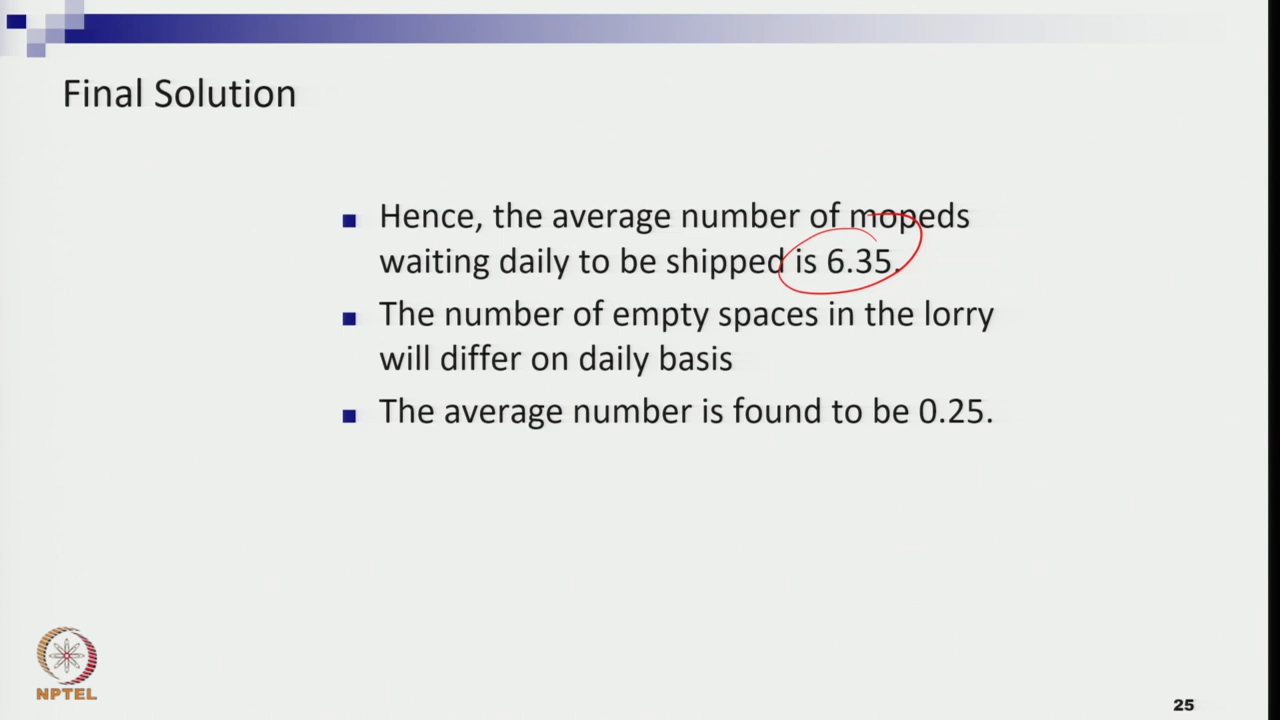 Final Solution
Hence, the average number of mopeds
waiting daily to be shipped is 6.35.
The number of empty spaces in the lorry
will differ on daily basis
The average number is found to be 0.25.
NPTEL
25